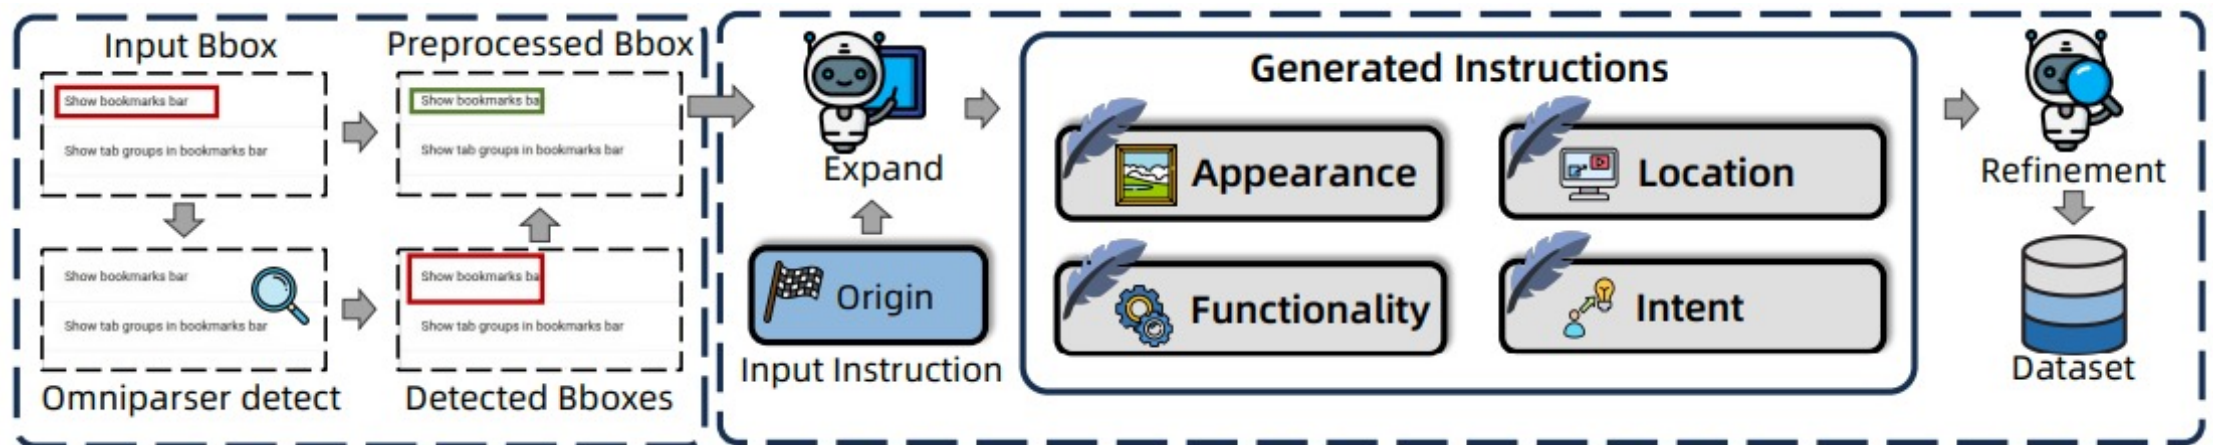 Input Bbox
Show bookmarks bar
Show tab groups in bookmarks bar
Preprocessed Bbox
Show bookmarks ba
Show tab groups in bookmarks bar
Show bookmarks bar
Show tab groups in bookmarks bar
Omniparser detect
Show bookmarks ba
Show tab groups in bookmarks bar
Detected Bboxes
Expand
Origin
Input Instruction
Generated Instructions
Appearance
Location
Functionality
Intent
Refinement
Dataset